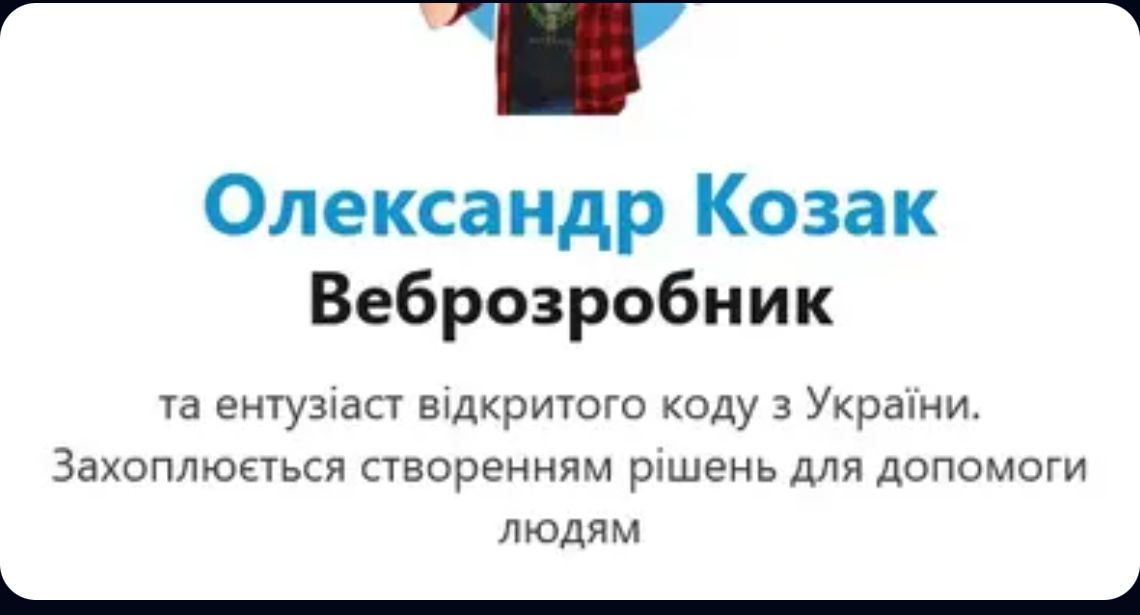 Олександр Козак
Веброзробник
та ентузіаст відкритого коду з України.
Захоплюється створенням рішень для допомоги
людям